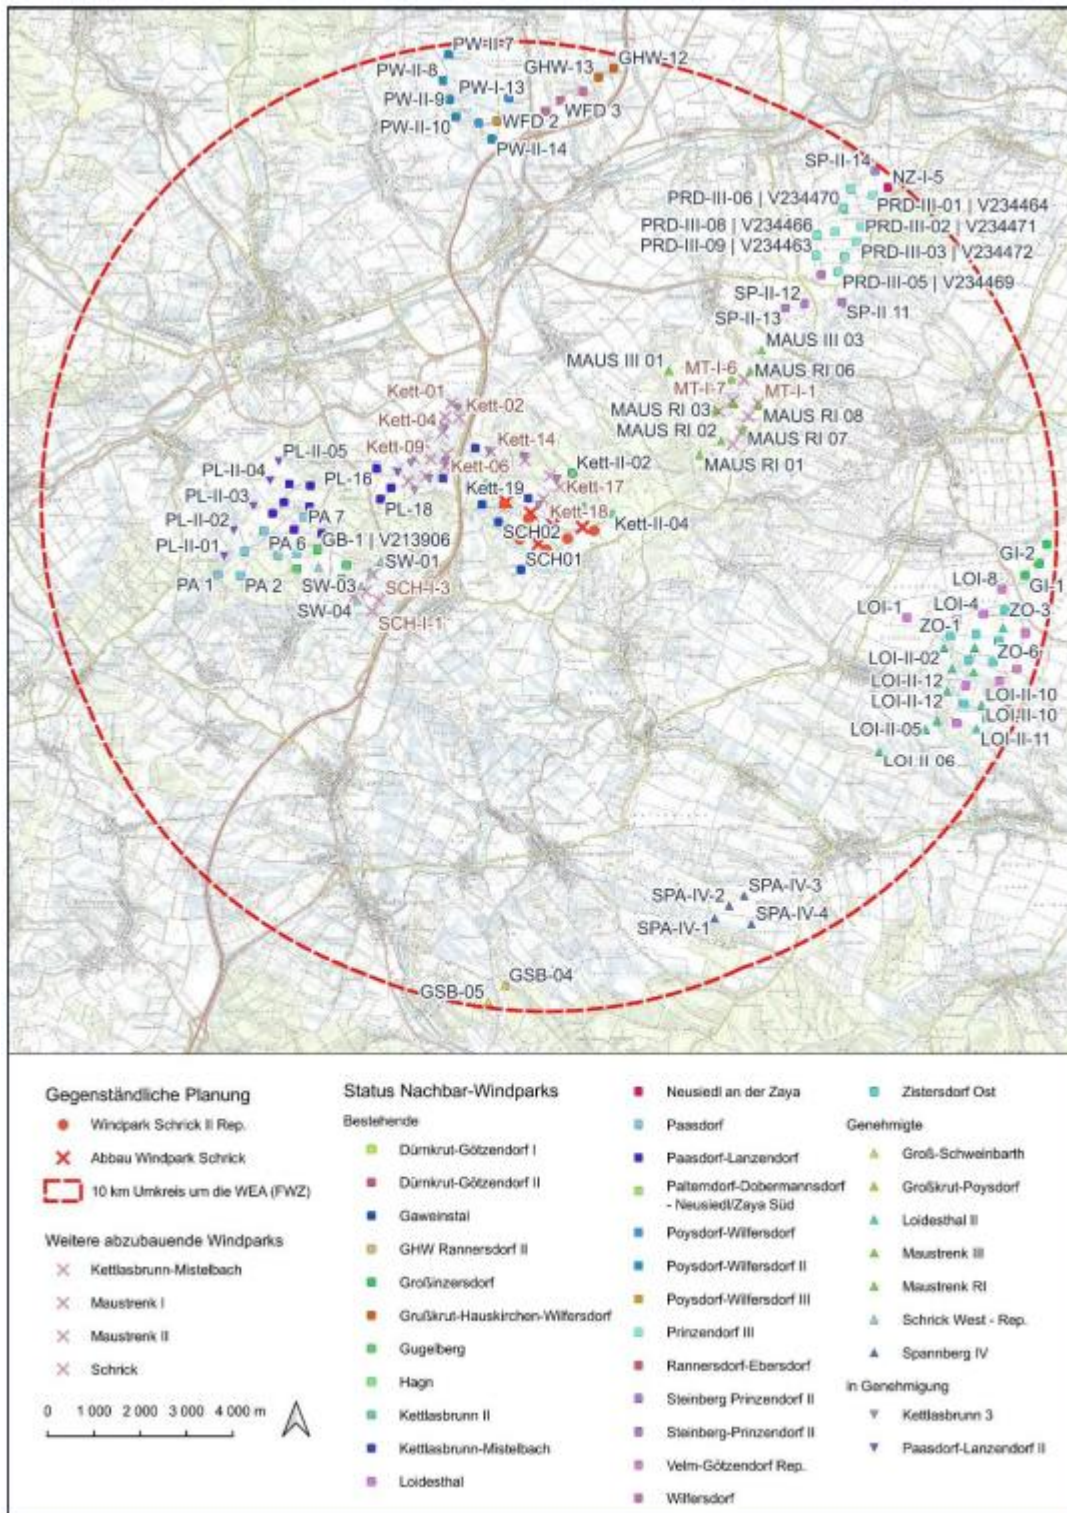 PW-II-7
GHW-12
PW-II-8
GHW-13
PW-I-13
PW-II-9
WFD 3
PW-II-10
WFD 2
PW-II-14
SP-II-14
NZ-I-5
PRD-III-06 | V234470
PRD-III-01 | V234464
PRD-III-08 | V234466
PRD-III-02 | V234471
PRD-III-09 | V234463
PRD-III-03 | V234472
PRD-III-05 | V234469
SP-II-12
SP-II-13
SP-II 11
MAUS III 03
MAUS III 01
MT-I-6
MAUS RI 06
MT-I-7
MT-I-1
MAUS RI 03
MAUS RI 08
MAUS RI 02
MAUS RI 07
MAUS RI 01
Kett-01
Kett-02
Kett-04
Kett-09
Kett-14
Kett-06
Kett-II-02
PL-II-05
PL-II-04
PL-16
PL-II-03
Kett-19
Kett-17
PL-18
PL-II-02
PA 7
Kett-18
Kett-II-04
SCH02
PL-II-01
PA 6
GB-1 | V213906
SCH01
SW-01
PA 1
PA 2
SW-03
SCH-I-3
SW-04
SCH-I-1
GI-2
GI-1
LOI-8
LOI-1
LOI-4
ZO-3
ZO-1
ZO-6
LOI-II-02
LOI-II-12
LOI-II-10
LOI-II-12
LOI-II-10
LOI-II-05
LOI-II-11
LOI II 06
SPA-IV-3
SPA-IV-2
SPA-IV-1
SPA-IV-4
GSB-04
GSB-05
Gegenständliche Planung
Windpark Schrick II Rep.
Abbau Windpark Schrick
10 km Umkreis um die WEA (FWZ)
Weitere abzubauende Windparks
Kettlasbrunn-Mistelbach
Maustrenk I
Maustrenk II
Schrick
0 1 000 2 000 3 000 4 000 m
Status Nachbar-Windparks
Bestehende
Dürnkrut-Götzendorf I
Dürnkrut-Götzendorf II
Gaweinstal
GHW Rannersdorf II
Großinzersdorf
Grußkrut-Hauskirchen-Wilfersdorf
Gugelberg
Hagn
Kettlasbrunn II
Kettlasbrunn-Mistelbach
Loidesthal
Neusiedl an der Zaya
Paasdorf
Paasdorf-Lanzendorf
Palterndorf-Dobermannsdorf
- Neusiedl/Zaya Süd
Poysdorf-Wilfersdorf
Poysdorf-Wilfersdorf II
Poysdorf-Wilfersdorf III
Prinzendorf III
Rannersdorf-Ebersdorf
Steinberg Prinzendorf II
Steinberg-Prinzendorf II
Velm-Götzendorf Rep.
Wilfersdorf
Zistersdorf Ost
Genehmigte
Groß-Schweinbarth
Großkrut-Poysdorf
Loidesthal II
Maustrenk III
Maustrenk RI
Schrick West - Rep.
Spannberg IV
In Genehmigung
Kettlasbrunn 3
Paasdorf-Lanzendorf II